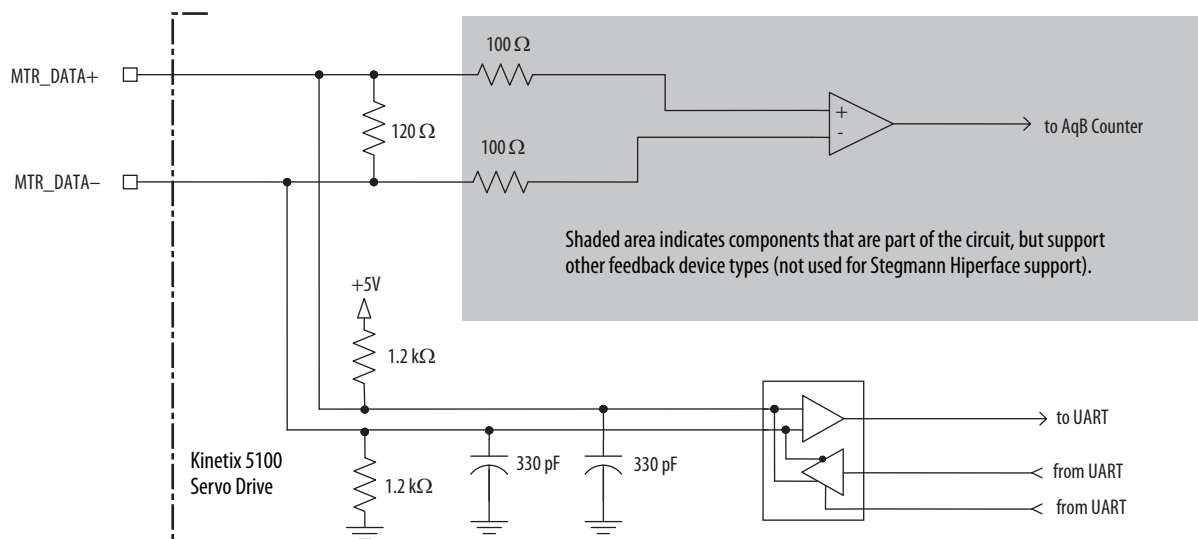 100 Ω
MTR_DATA+
+
-
to AqB Counter
120 Ω
100 Ω
MTR_DATA–
Shaded area indicates components that are part of the circuit, but support
other feedback device types (not used for Stegmann Hiperface support).
+5V
1.2 kΩ
to UART
Kinetix 5100
Servo Drive
1.2 kΩ
330 pF
330 pF
from UART
from UART